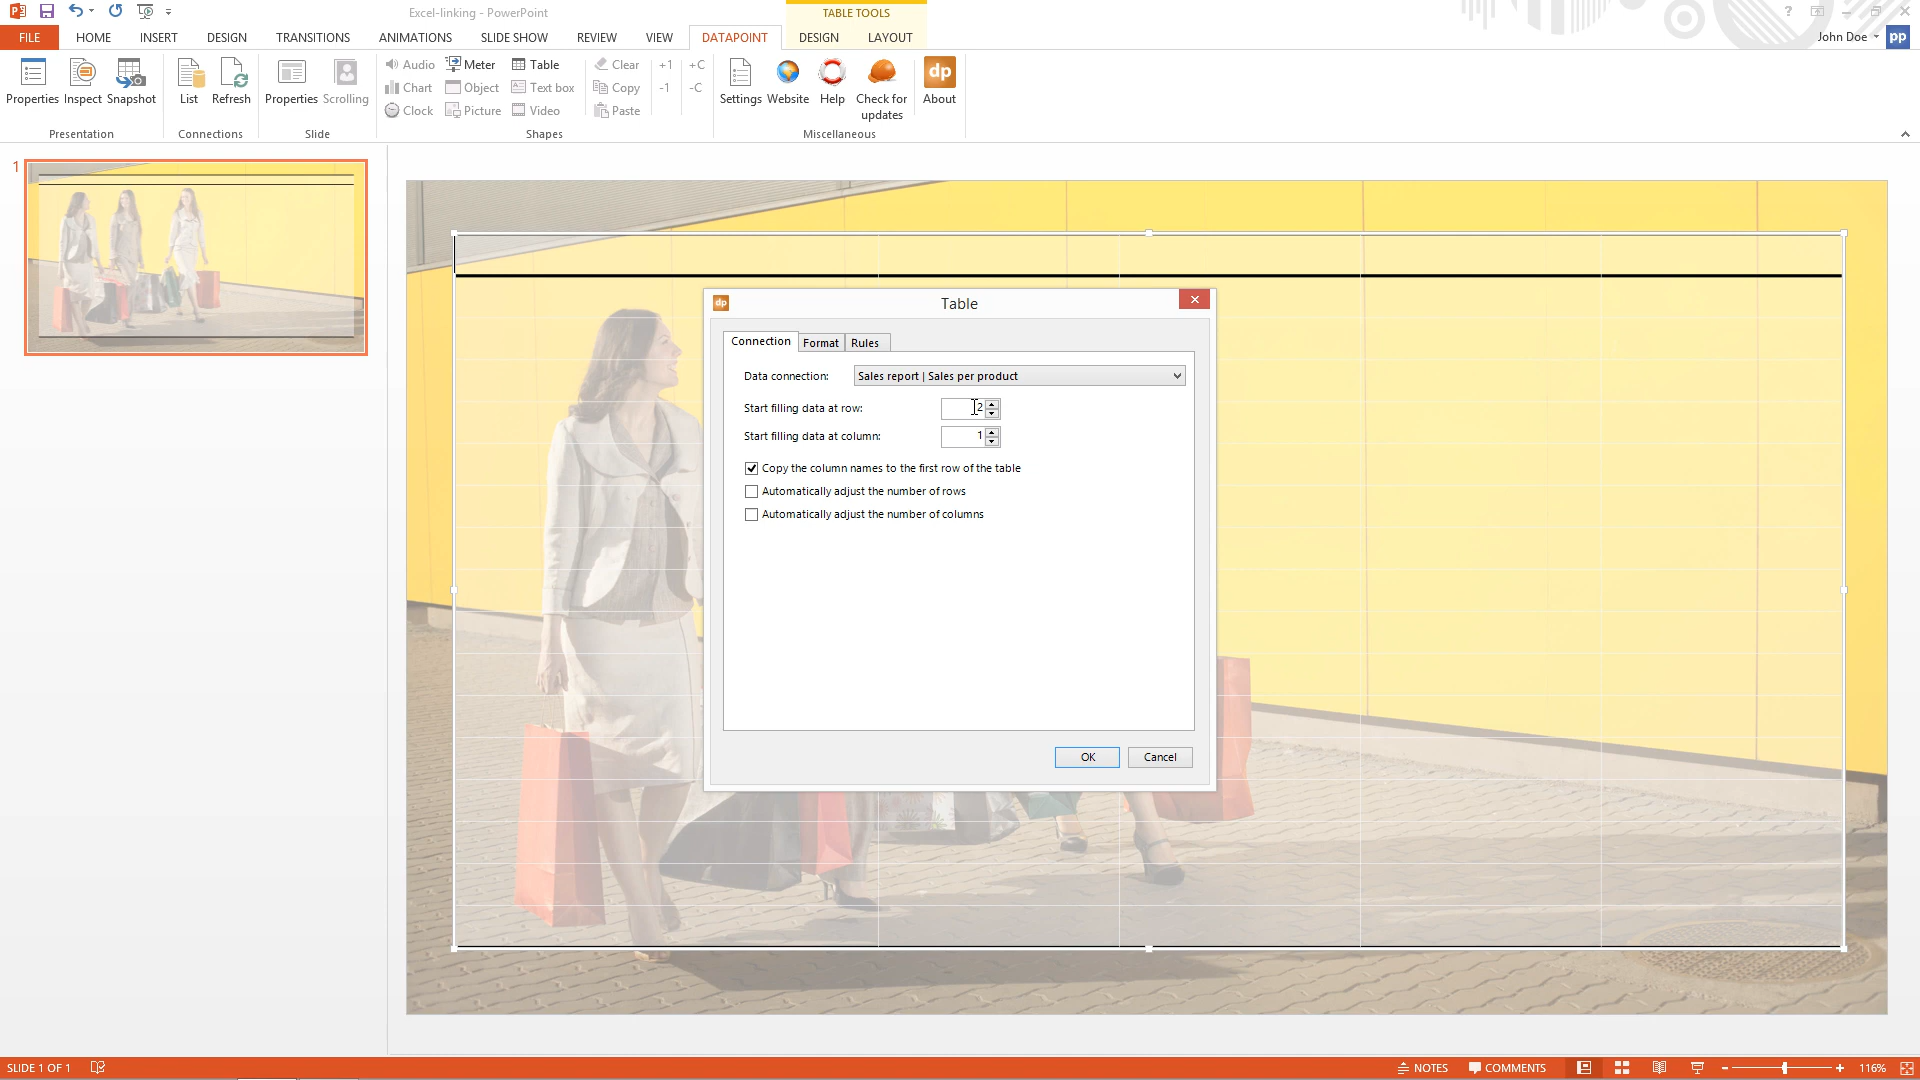 Excel-linking - PowerPoint
TABLE TOOLS
?
FILE HOME INSERT DESIGN TRANSITIONS ANIMATIONS SLIDE SHOW REVIEW VIEW DATAPOINT DESIGN LAYOUT
John Doe pp
Audio Meter Table Clear +1 +C
Chart Object Text box Copy -1 -C
Clock Picture Video Paste
dp
Properties Inspect Snapshot List Refresh Properties Scrolling Settings Website Help Check for updates About
Presentation Connections Slide Shapes Miscellaneous
1
dp Table
Connection Format Rules
Data connection: Sales report | Sales per product
Start filling data at row: 2
Start filling data at column: 1
Copy the column names to the first row of the table
Automatically adjust the number of rows
Automatically adjust the number of columns
OK Cancel
SLIDE 1 OF 1 NOTES COMMENTS 116%